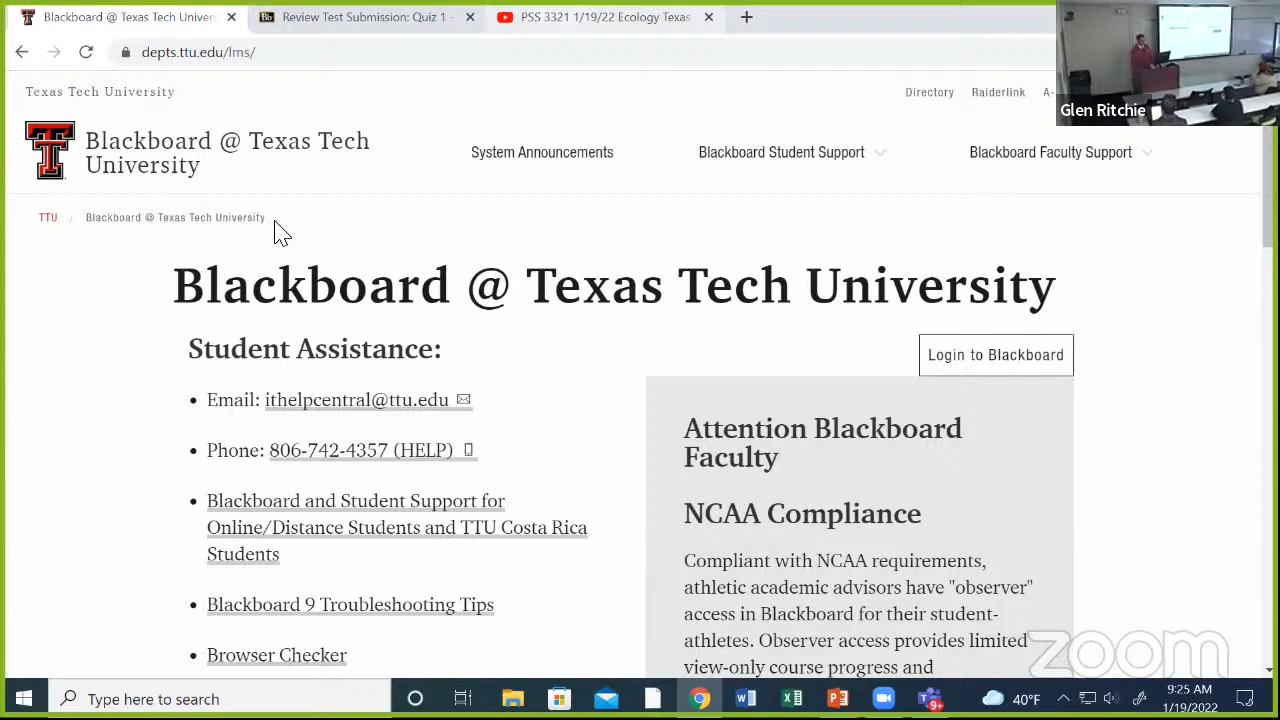 Blackboard @ Texas Tech Univers
Review Test Submission: Quiz 1 -
PSS 3321 1/19/22 Ecology Texas
depts.ttu.edu/lms/
Glen Ritchie
Texas Tech University
Directory Raiderlink A-
Blackboard @ Texas Tech
University
System Announcements Blackboard Student Support Blackboard Faculty Support
TTU / Blackboard @ Texas Tech University
Blackboard @ Texas Tech University
Student Assistance:
Login to Blackboard
Email: ithelpcentral@ttu.edu
Phone: 806-742-4357 (HELP)
Blackboard and Student Support for
Online/Distance Students and TTU Costa Rica
Students
Blackboard 9 Troubleshooting Tips
Browser Checker
Attention Blackboard
Faculty
NCAA Compliance
Compliant with NCAA requirements,
athletic academic advisors have "observer"
access in Blackboard for their student-
athletes. Observer access provides limited
view-only course progress and
zoom
Type here to search
40°F
9:25 AM
1/19/2022